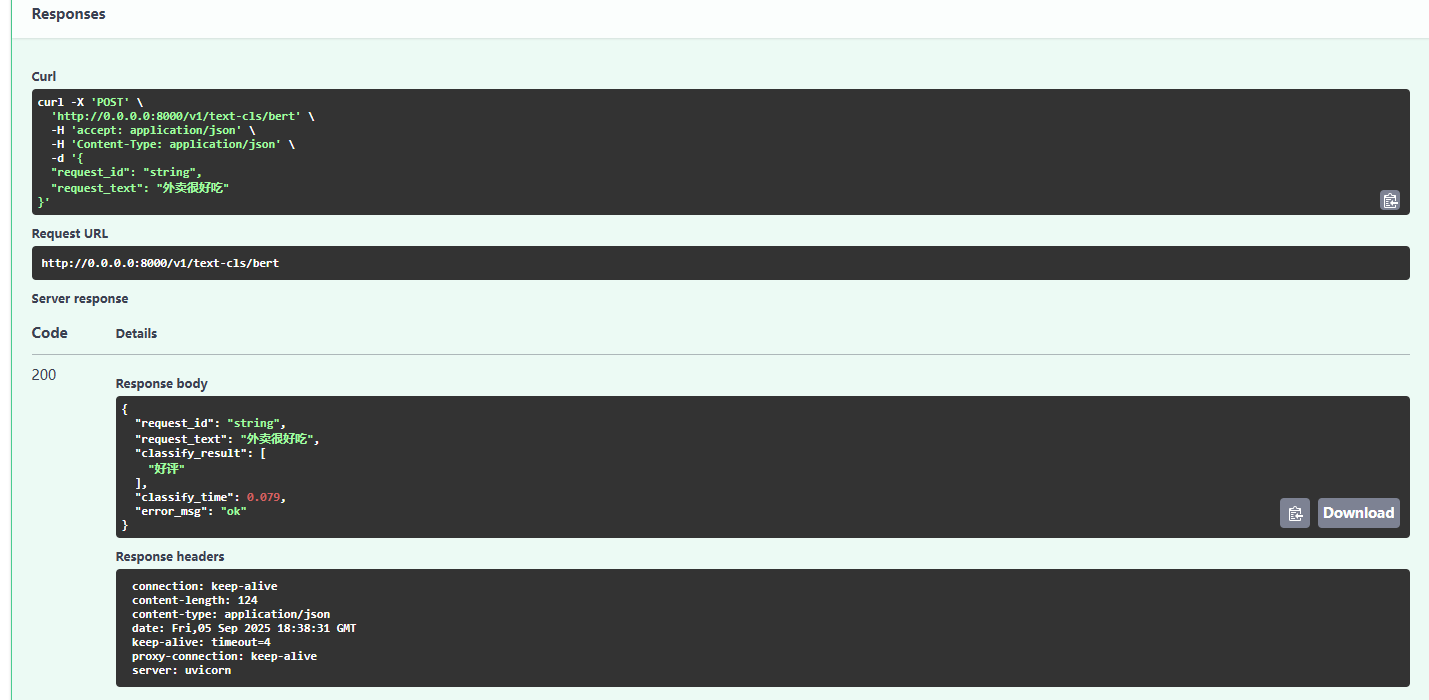 Responses
Curl
curl -X 'POST' \
  'http://0.0.0.0:8000/v1/text-cls/bert' \
  -H 'accept: application/json' \
  -H 'Content-Type: application/json' \
  -d '{
  "request_id": "string",
  "request_text": "外卖很好吃"
}'
Request URL
http://0.0.0.0:8000/v1/text-cls/bert
Server response
Code Details
200
Response body
{
  "request_id": "string",
  "request_text": "外卖很好吃",
  "classify_result": [
    "好评"
  ],
  "classify_time": 0.079,
  "error_msg": "ok"
}
Download
Response headers
connection: keep-alive
content-length: 124
content-type: application/json
date: Fri,05 Sep 2025 18:38:31 GMT
keep-alive: timeout=4
proxy-connection: keep-alive
server: uvicorn